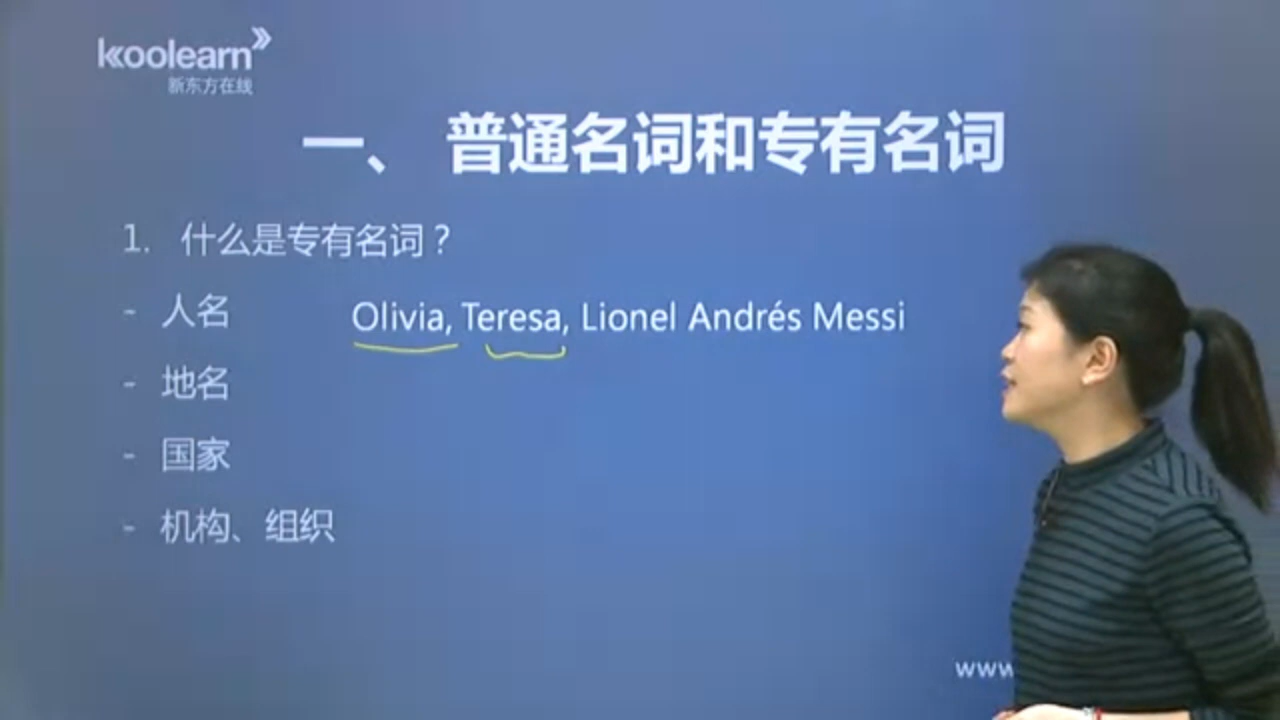 koolearn
新东方在线
一、 普通名词和专有名词
1. 什么是专有名词？
- 人名 Olivia, Teresa, Lionel Andrés Messi
- 地名
- 国家
- 机构、组织
www